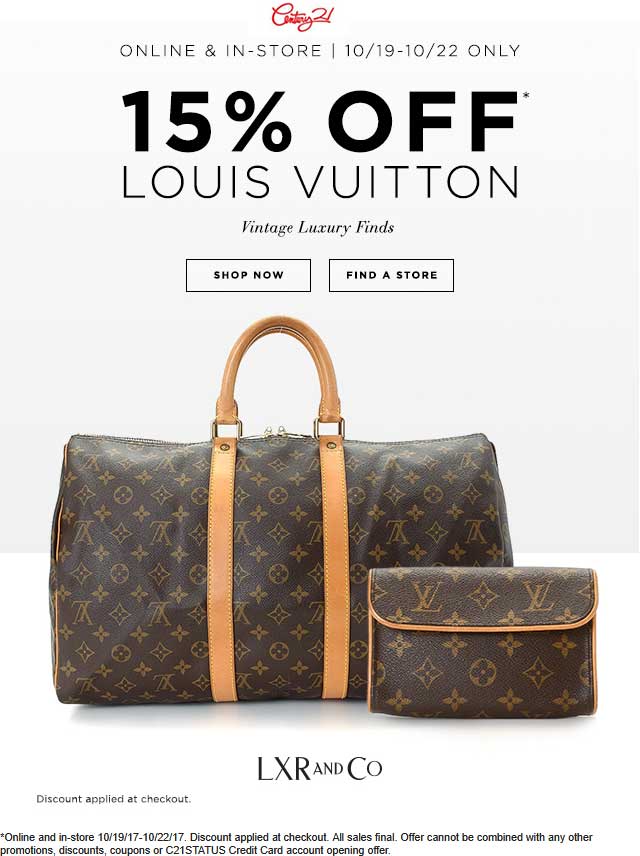 Century 21
ONLINE & IN-STORE | 10/19-10/22 ONLY
15% OFF*
LOUIS VUITTON
Vintage Luxury Finds
SHOP NOW
FIND A STORE
LXR AND CO
Discount applied at checkout.
*Online and in-store 10/19/17-10/22/17. Discount applied at checkout. All sales final. Offer cannot be combined with any other
promotions, discounts, coupons or C21STATUS Credit Card account opening offer.